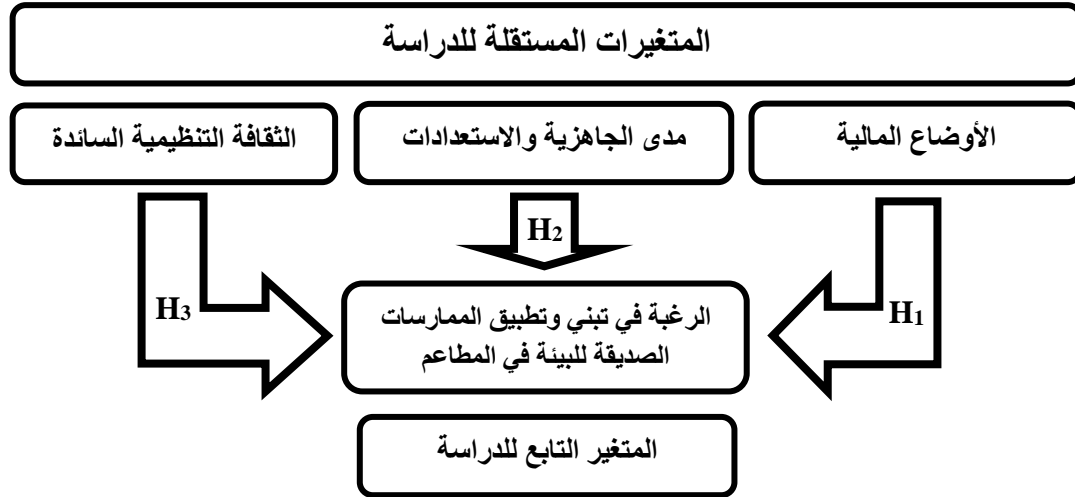 المتغيرات المستقلة للدراسة
الأوضاع المالية
مدى الجاهزية والاستعدادات
الثقافة التنظيمية السائدة
H1
H2
H3
الرغبة في تبني وتطبيق الممارسات
الصديقة للبيئة في المطاعم
المتغير التابع للدراسة